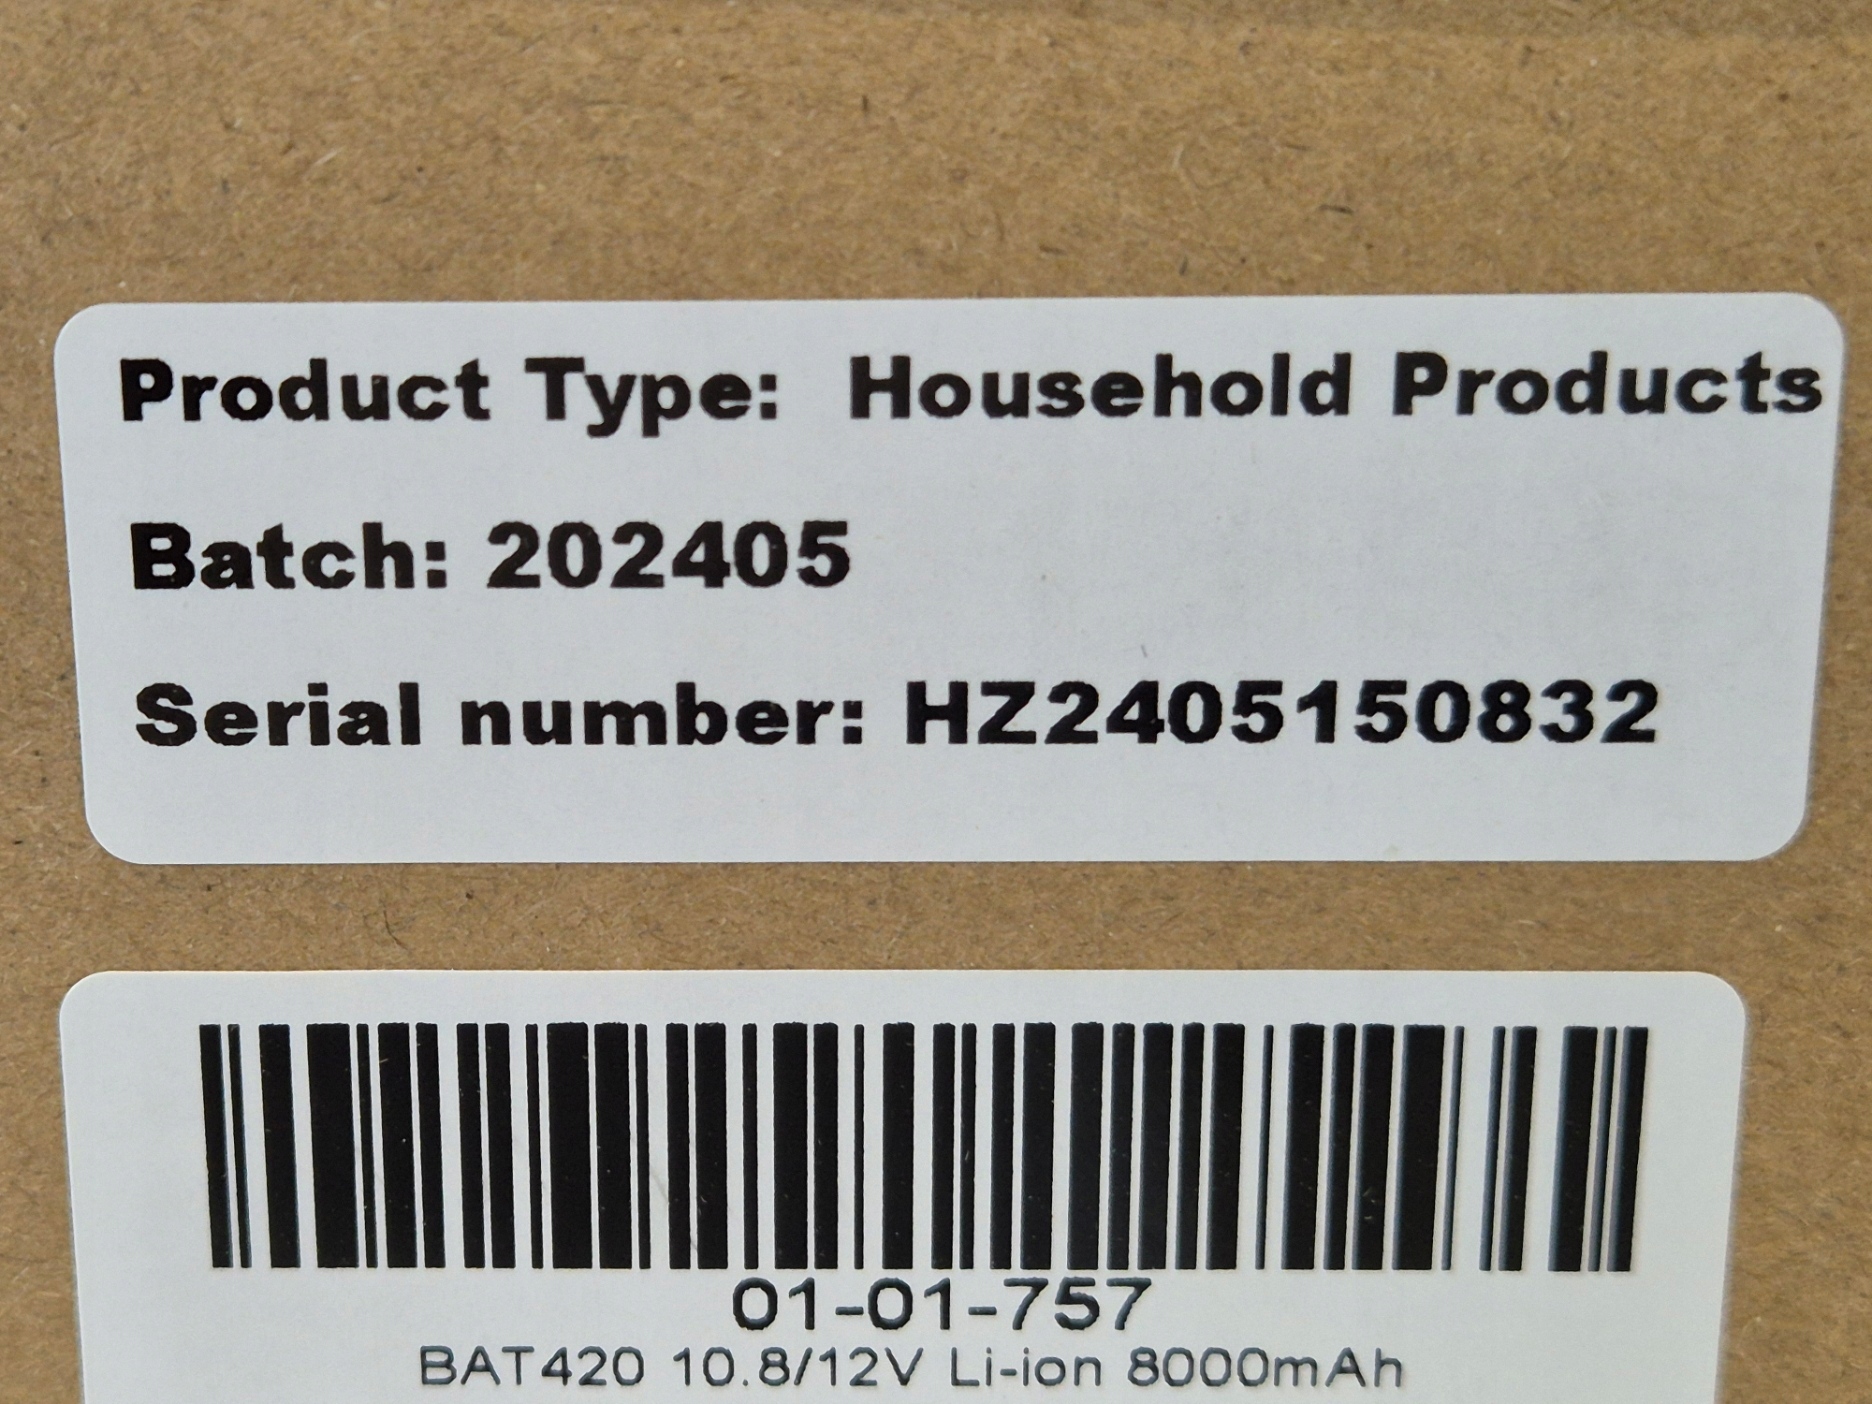 Product Type: Household Products
Batch: 202405
Serial number: HZ2405150832
01-01-757
BAT420 10.8/12V Li-ion 8000mAh